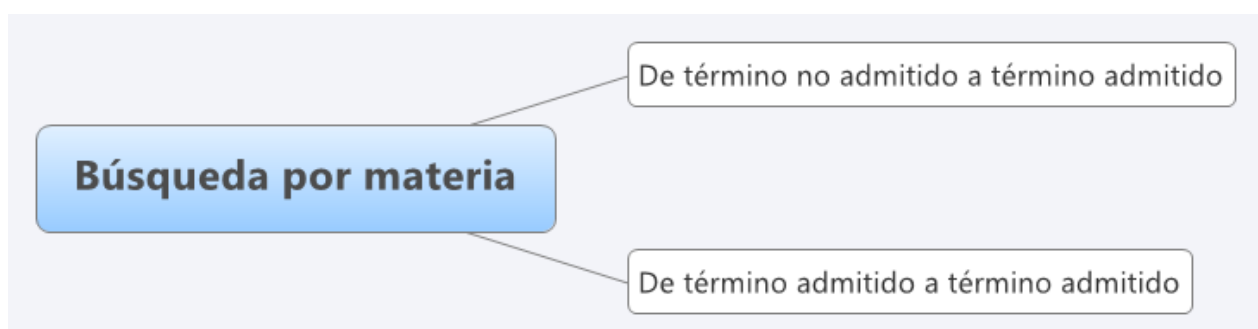 De término no admitido a término admitido
Búsqueda por materia
De término admitido a término admitido